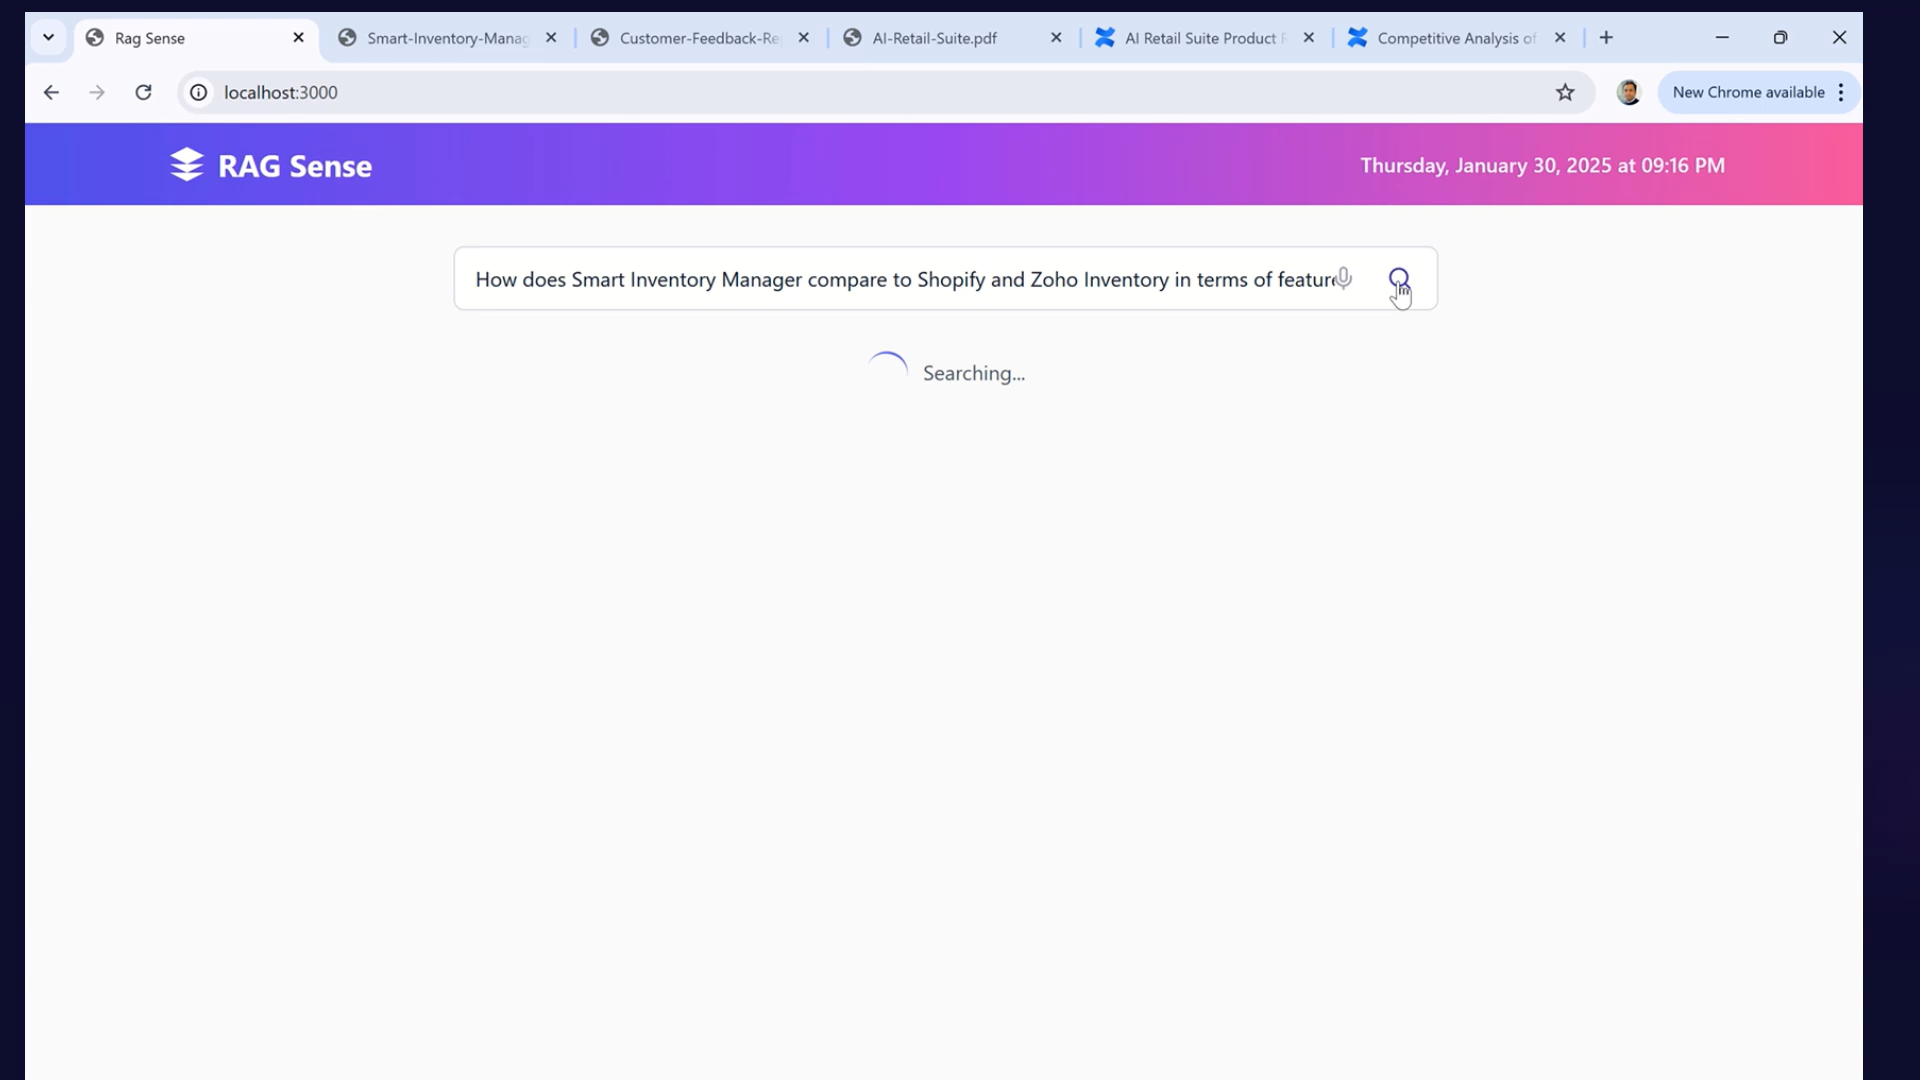 Rag Sense
Smart-Inventory-Manag
Customer-Feedback-Re
AI-Retail-Suite.pdf
AI Retail Suite Product
Competitive Analysis of
localhost:3000
New Chrome available
RAG Sense
Thursday, January 30, 2025 at 09:16 PM
How does Smart Inventory Manager compare to Shopify and Zoho Inventory in terms of featur
Searching...